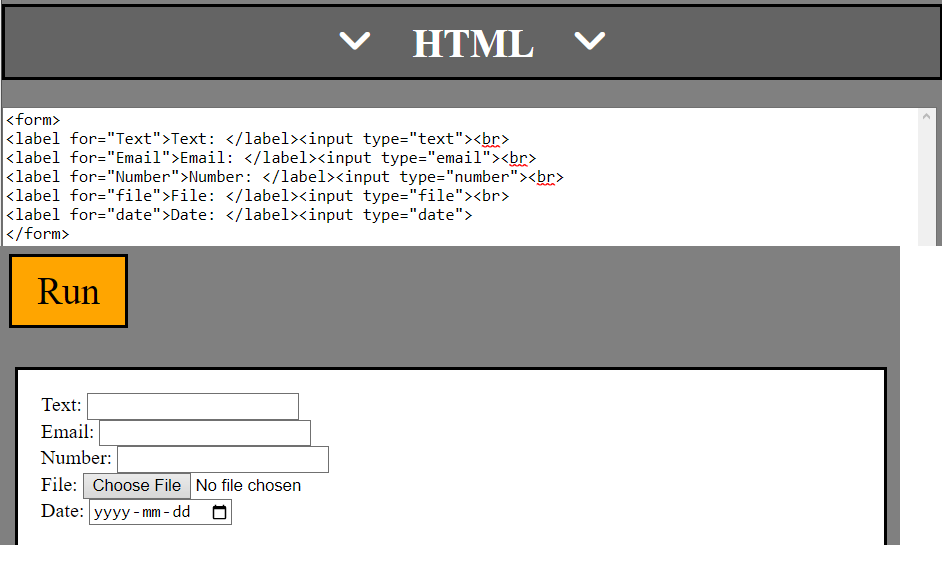 HTML
<form>
<label for="Text">Text: </label><input type="text"><br>
<label for="Email">Email: </label><input type="email"><br>
<label for="Number">Number: </label><input type="number"><br>
<label for="file">File: </label><input type="file"><br>
<label for="date">Date: </label><input type="date">
</form>
Run
Text:
Email:
Number:
File: Choose File No file chosen
Date: yyyy-mm-dd